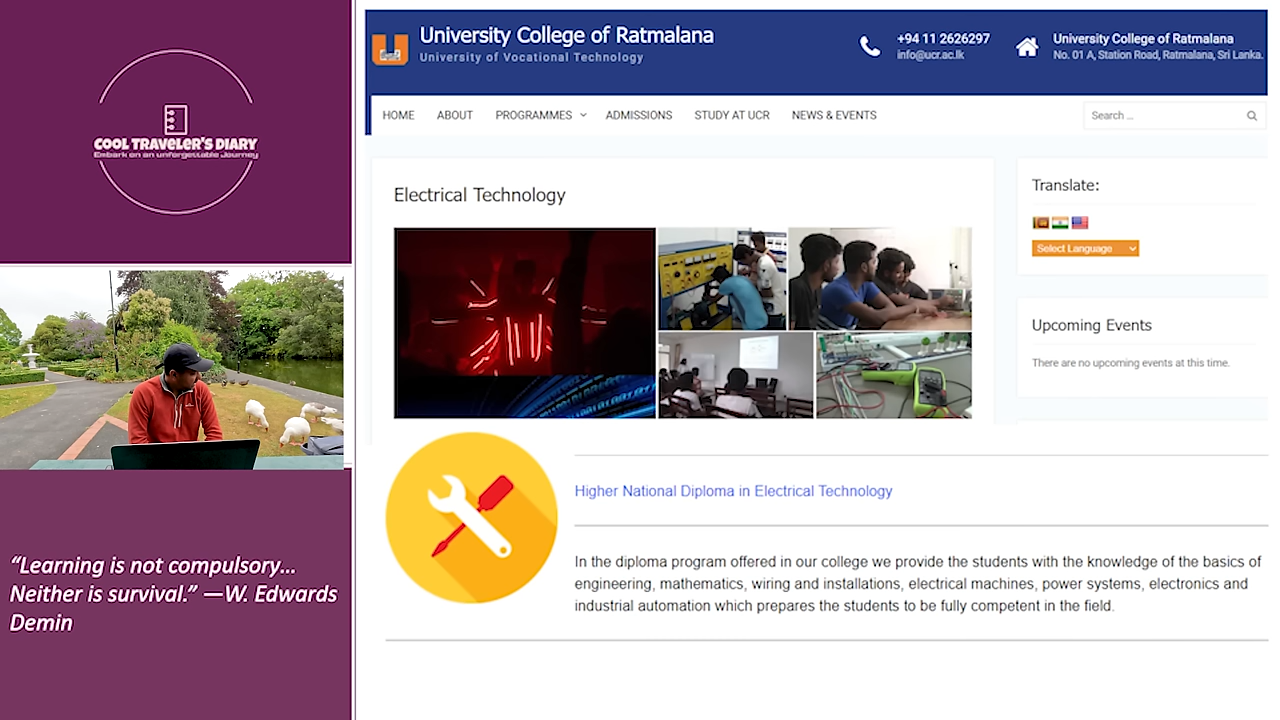 COOL TRAVELER'S DIARY
Embark on an unforgettable Journey
“Learning is not compulsory…
Neither is survival.” —W. Edwards
Demin
University College of Ratmalana
University of Vocational Technology
+94 11 2626297
info@ucr.ac.lk
University College of Ratmalana
No. 01 A, Station Road, Ratmalana, Sri Lanka.
HOME ABOUT PROGRAMMES ADMISSIONS STUDY AT UCR NEWS & EVENTS
Search ...
Electrical Technology
Translate:
Select Language
Upcoming Events
There are no upcoming events at this time.
Higher National Diploma in Electrical Technology
In the diploma program offered in our college we provide the students with the knowledge of the basics of
engineering, mathematics, wiring and installations, electrical machines, power systems, electronics and
industrial automation which prepares the students to be fully competent in the field.